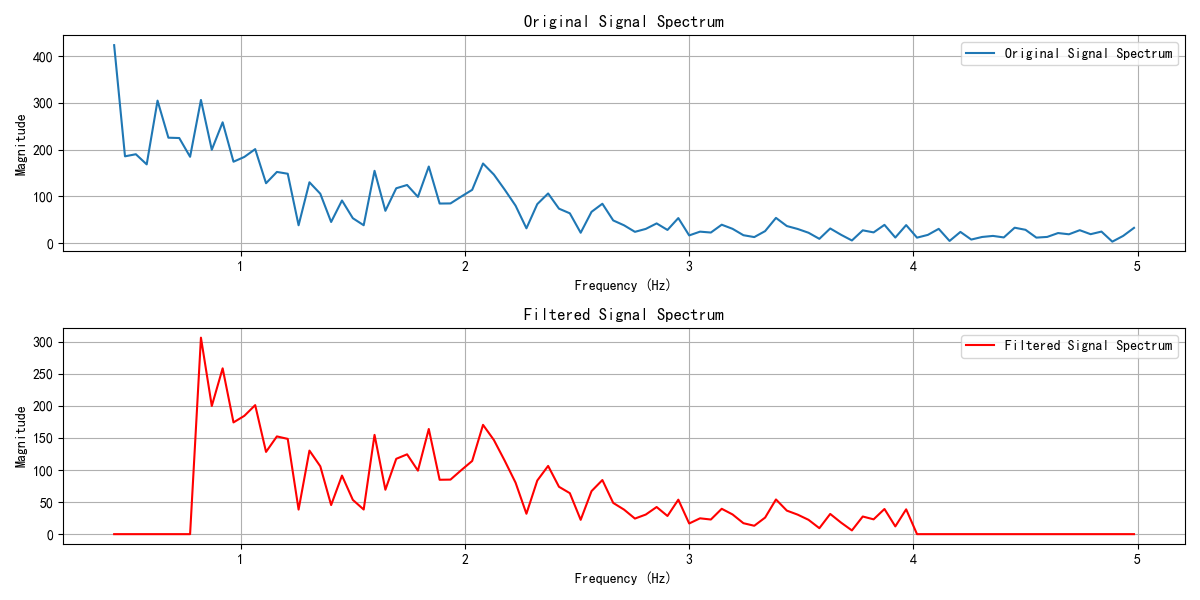 Original Signal Spectrum
Original Signal Spectrum
Magnitude
400
300
200
100
0
1 2 3 4 5
Frequency (Hz)
Filtered Signal Spectrum
Filtered Signal Spectrum
Magnitude
300
250
200
150
100
50
0
1 2 3 4 5
Frequency (Hz)